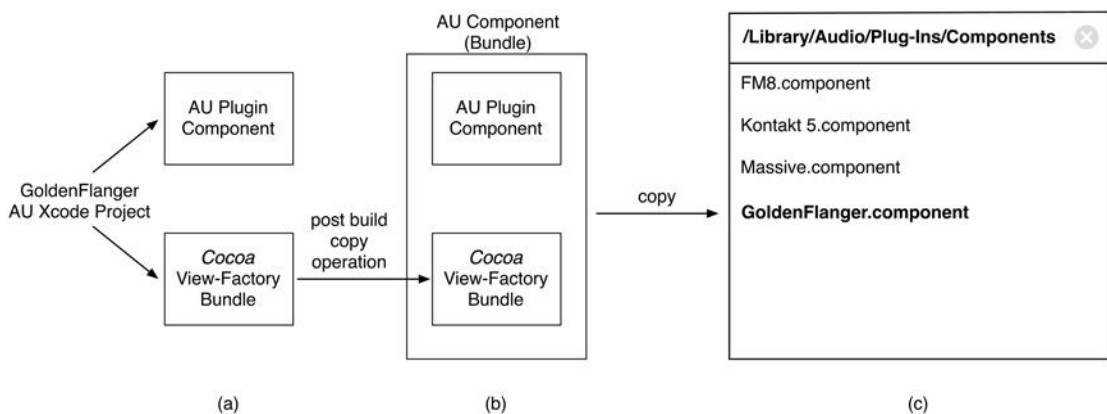 AU Component
(Bundle)
/Library/Audio/Plug-Ins/Components
AU Plugin
Component
AU Plugin
Component
FM8.component
Kontakt 5.component
Massive.component
GoldenFlanger.component
GoldenFlanger
AU Xcode Project
copy
post build
copy
operation
Cocoa
View-Factory
Bundle
Cocoa
View-Factory
Bundle
(a)
(b)
(c)